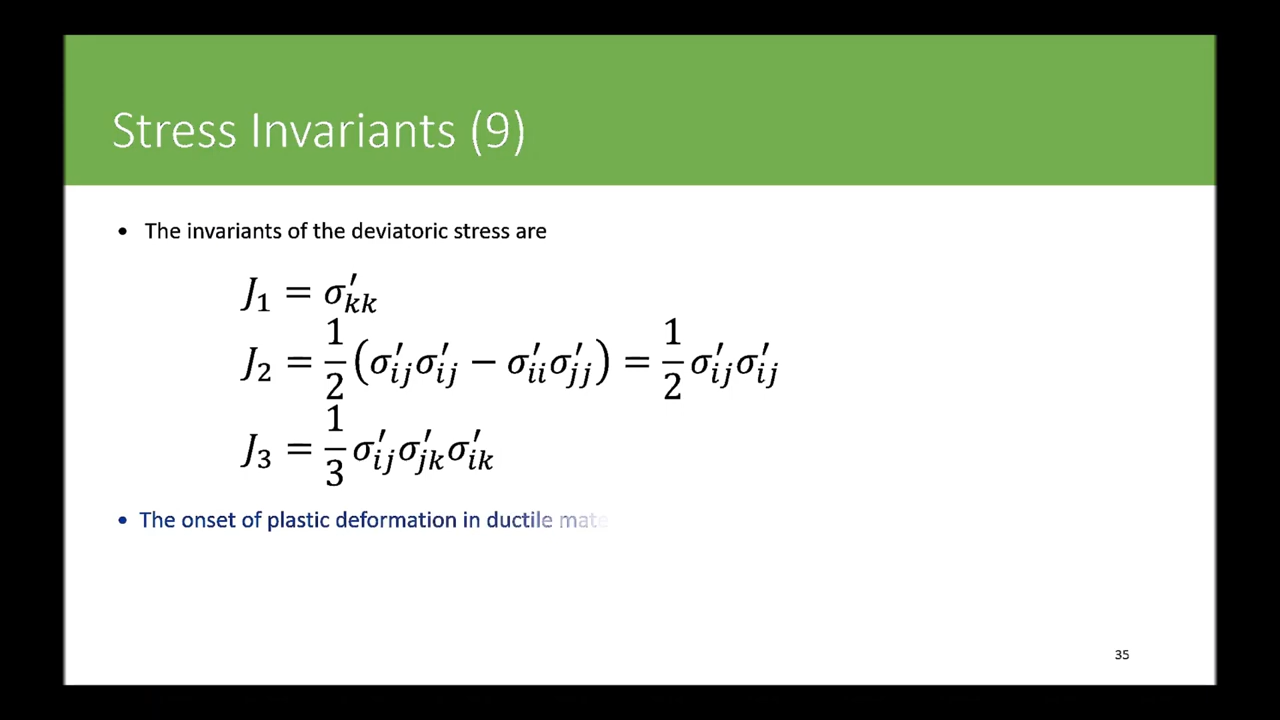 Stress Invariants (9)
• The invariants of the deviatoric stress are
J₁ = σ′ₖₖ
J₂ = 1/2 (σ′ᵢⱼσ′ᵢⱼ − σ′ᵢᵢσ′ⱼⱼ) = 1/2 σ′ᵢⱼσ′ᵢⱼ
J₃ = 1/3 σ′ᵢⱼσ′ⱼₖσ′ᵢₖ
• The onset of plastic deformation in ductile mate
35